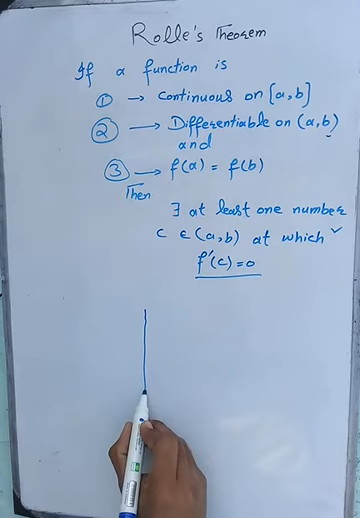 Rolle's Theorem
If a function is
① → Continuous on [a,b]
② → Differentiable on (a,b)
and
③ → f(a) = f(b)
Then
∃ at least one number
c ∈ (a,b) at which ✓
f'(c) = 0